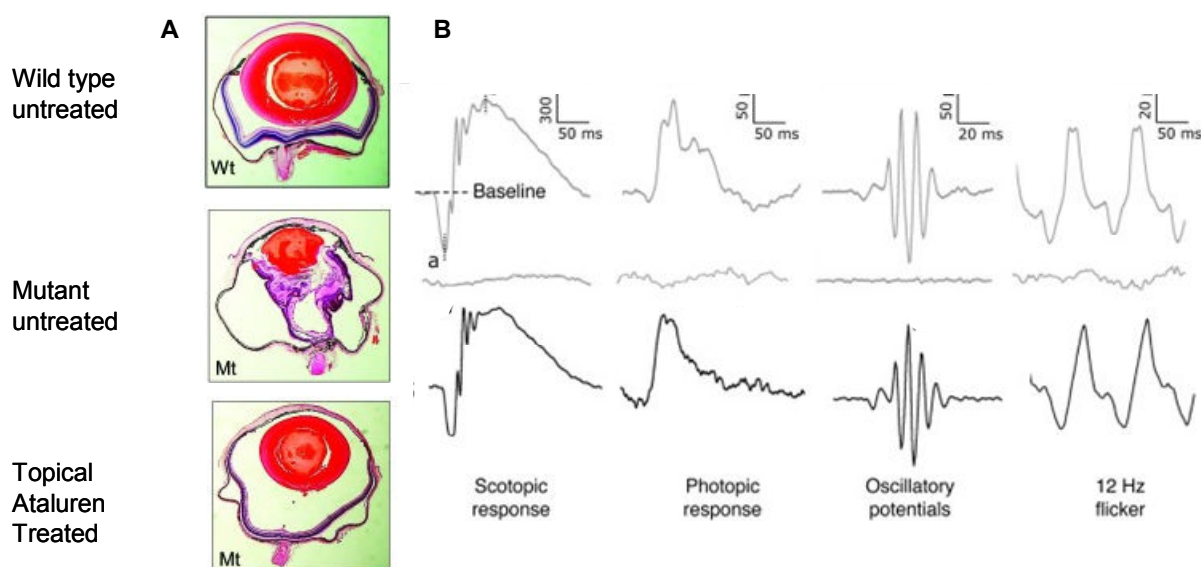 A
B
Wild type
untreated
Wt
300
50 ms
50
50 ms
50
20 ms
20
50 ms
Baseline
a
Mutant
untreated
Mt
Topical
Ataluren
Treated
Mt
Scotopic
response
Photopic
response
Oscillatory
potentials
12 Hz
flicker